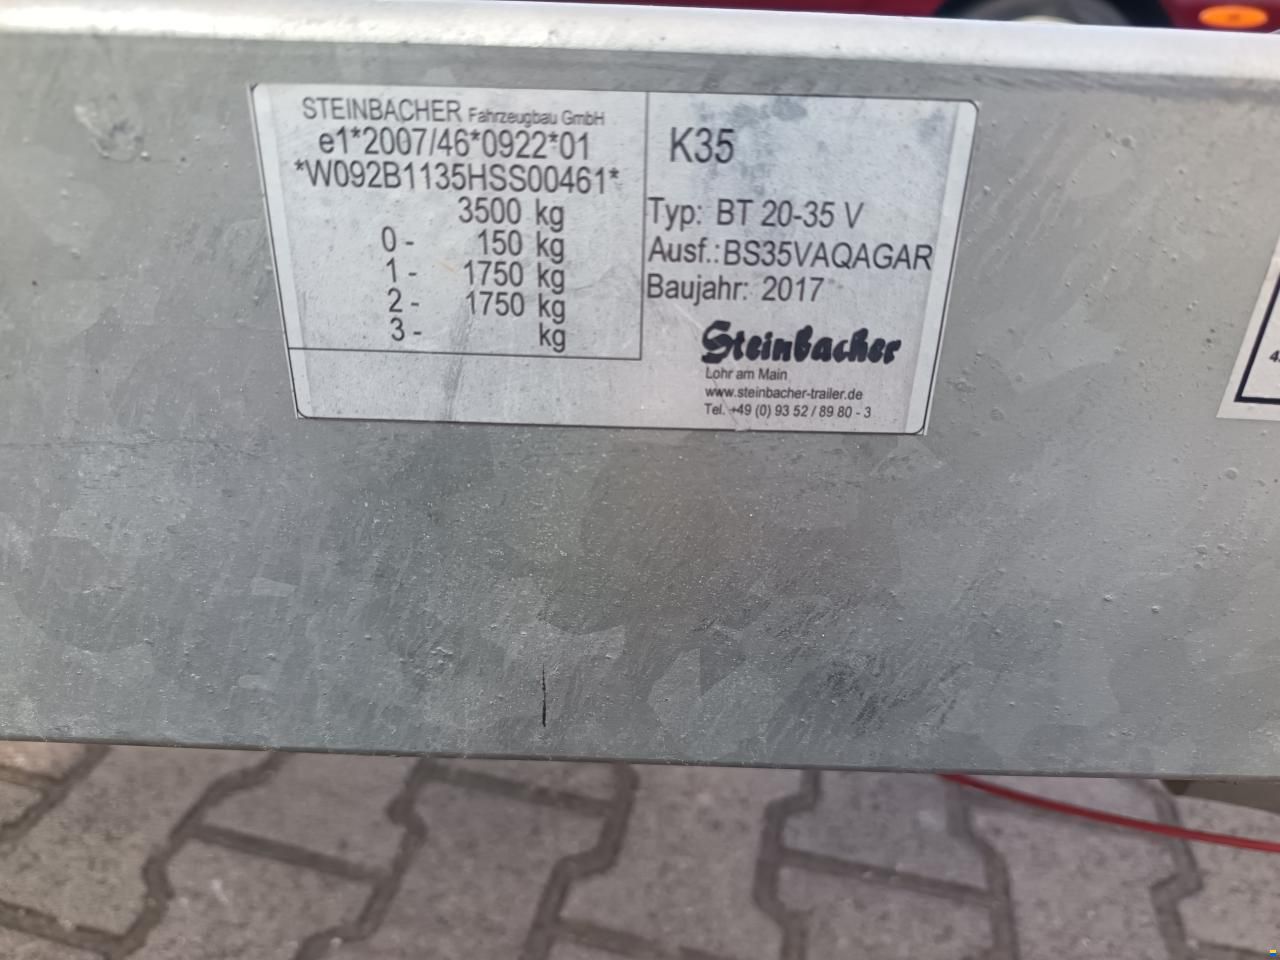 STEINBACHER Fahrzeugbau GmbH
e1*2007/46*0922*01
*W092B1135HSS00461*
3500 kg
0 - 150 kg
1 - 1750 kg
2 - 1750 kg
3 - kg
K35
Typ: BT 20-35 V
Ausf.: BS35VAQAGAR
Baujahr: 2017
Steinbacher
Lohr am Main
www.steinbacher-trailer.de
Tel. +49 (0) 93 52 / 89 80 - 3